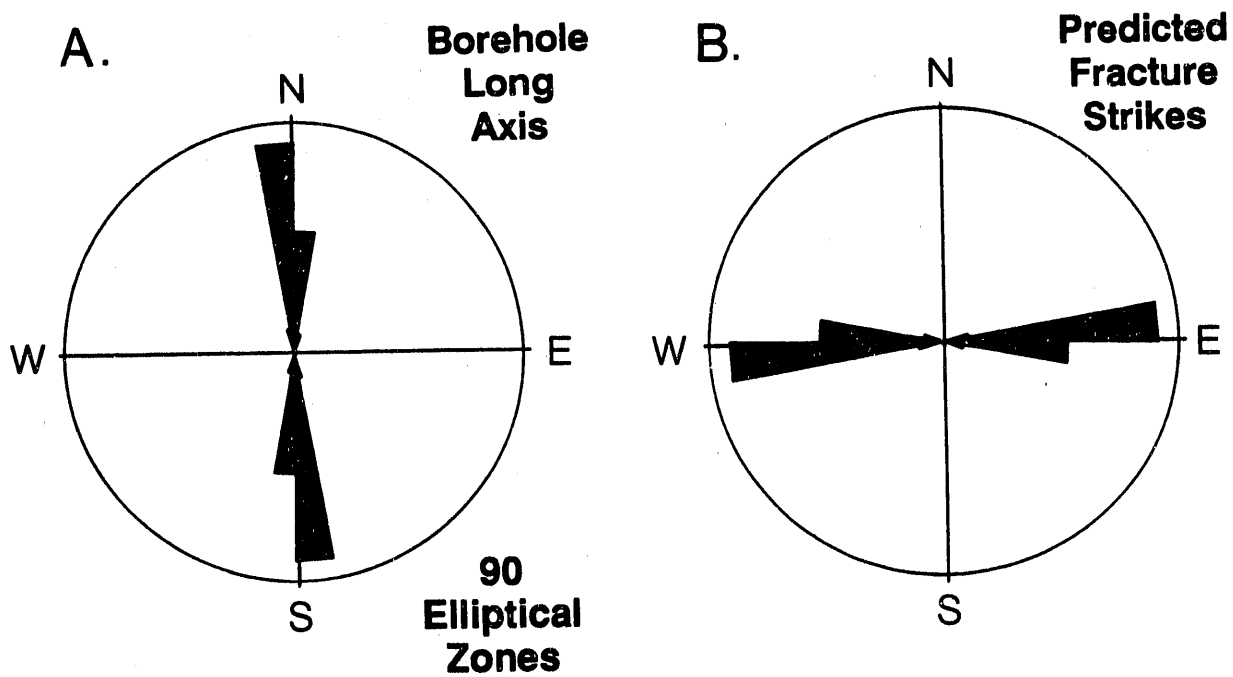 A.
Borehole
Long
Axis
N
W
E
S
90
Elliptical
Zones
B.
Predicted
Fracture
Strikes
N
W
E
S